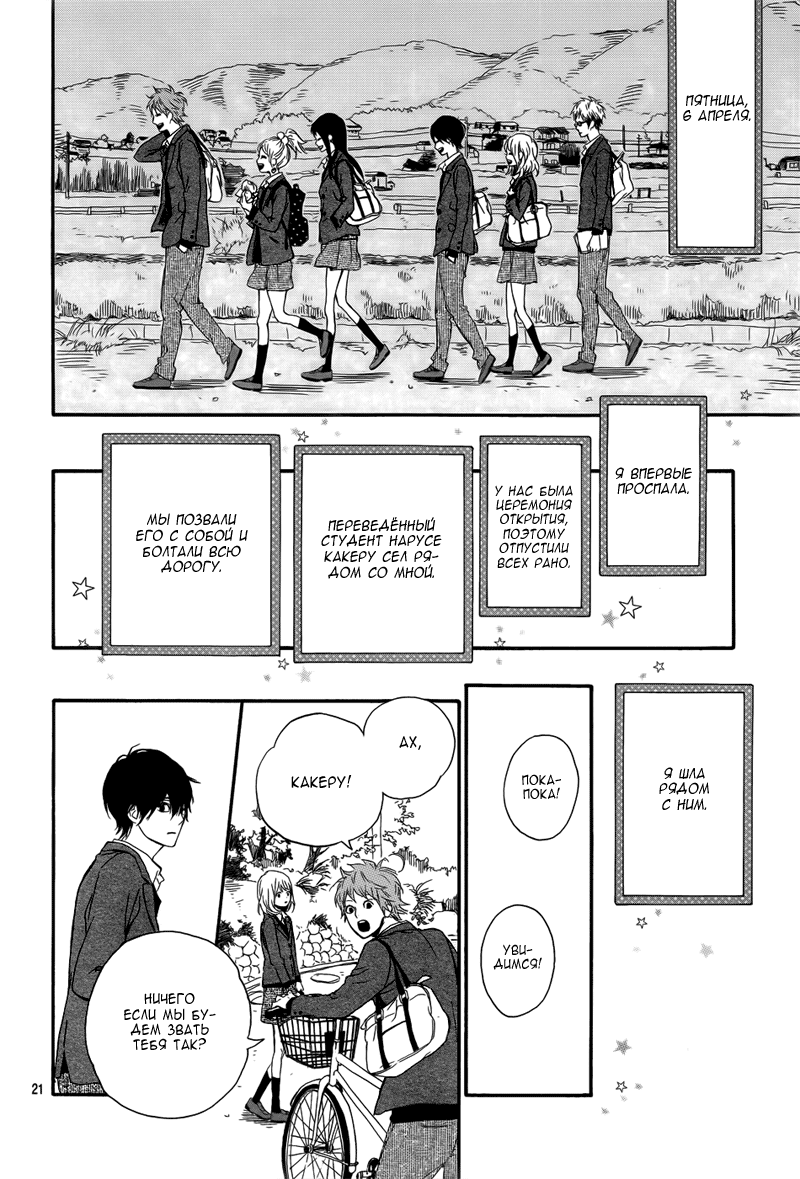 ПЯТНИЦА,
6 АПРЕЛЯ.
Я ВПЕРВЫЕ
ПРОСПАЛА.
У НАС БЫЛА
ЦЕРЕМОНИЯ
ОТКРЫТИЯ,
ПОЭТОМУ
ОТПУСТИЛИ
ВСЕХ РАНО.
ПЕРЕВЕДЁННЫЙ
СТУДЕНТ НАРУСЕ
КАКЕРУ СЕЛ РЯ-
ДОМ СО МНОЙ.
МЫ ПОЗВАЛИ
ЕГО С СОБОЙ И
БОЛТАЛИ ВСЮ
ДОРОГУ.
Я ШЛА
РЯДОМ
С НИМ.
ПОКА-
ПОКА!
УВИ-
ДИМСЯ!
АХ,
КАКЕРУ!
НИЧЕГО
ЕСЛИ МЫ БУ-
ДЕМ ЗВАТЬ
ТЕБЯ ТАК?
21